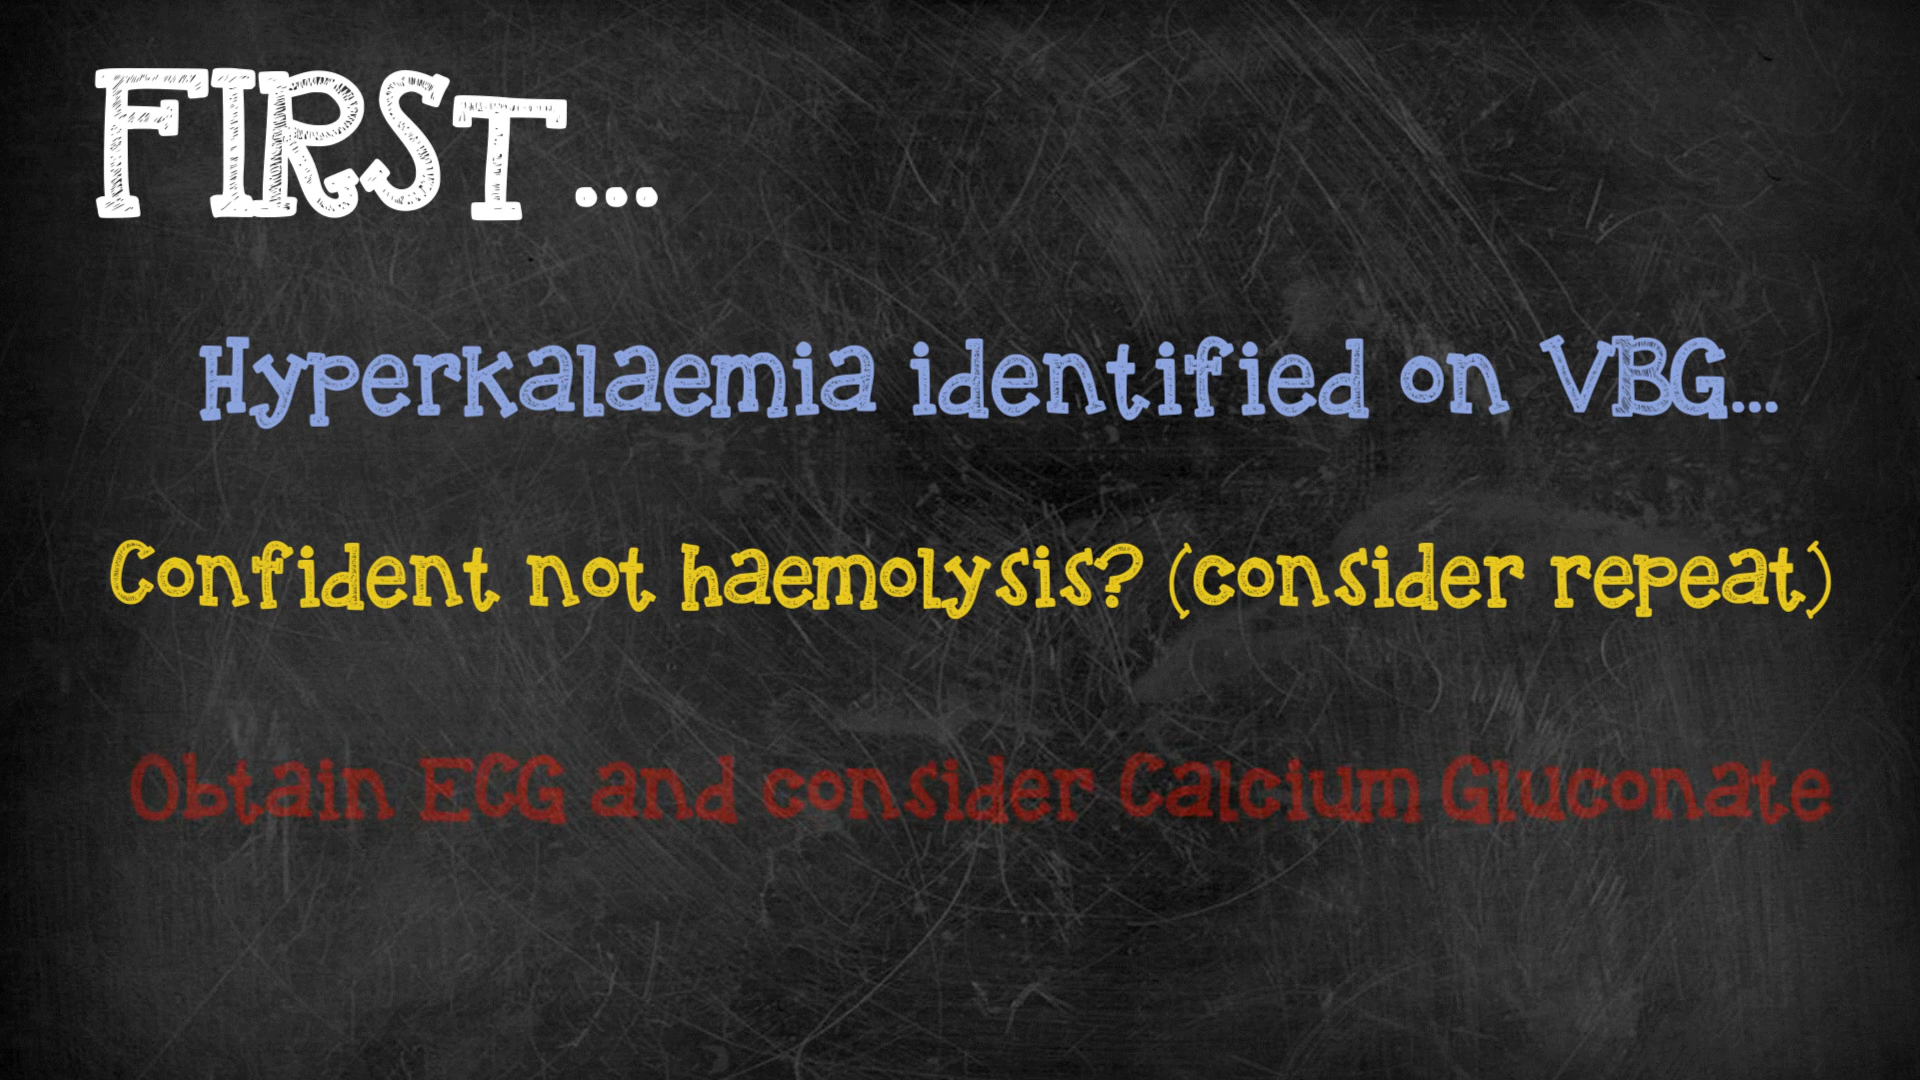 FIRST...
Hyperkalaemia identified on VBG...
Confident not haemolysis? (consider repeat)
Obtain ECG and consider Calcium Gluconate